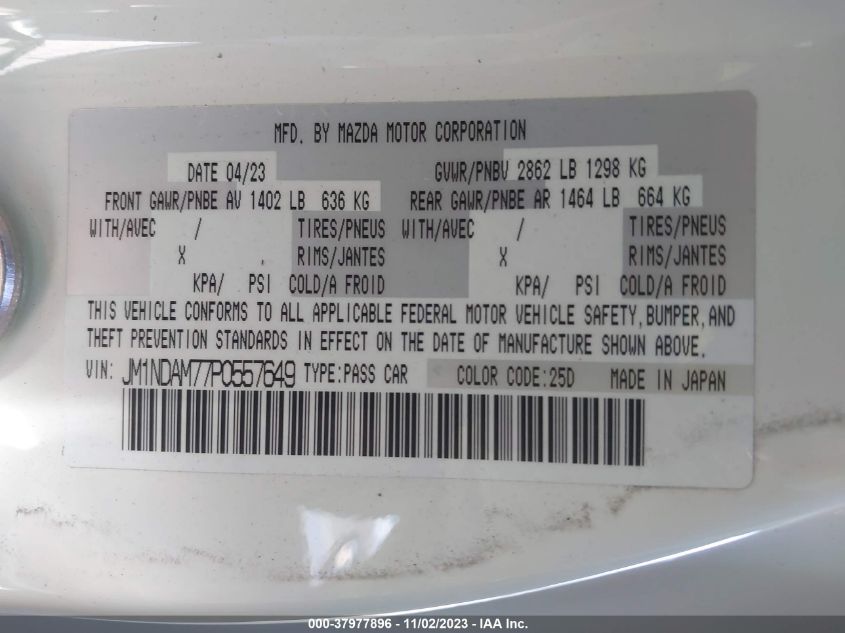 MFD. BY MAZDA MOTOR CORPORATION
DATE 04/23 GVWR/PNBV 2862 LB 1298 KG
FRONT GAWR/PNBE AV 1402 LB 636 KG REAR GAWR/PNBE AR 1464 LB 664 KG
WITH/AVEC / TIRES/PNEUS WITH/AVEC / TIRES/PNEUS
X . RIMS/JANTES X RIMS/JANTES
KPA/ PSI COLD/A FROID KPA/ PSI COLD/A FROID
THIS VEHICLE CONFORMS TO ALL APPLICABLE FEDERAL MOTOR VEHICLE SAFETY, BUMPER, AND
THEFT PREVENTION STANDARDS IN EFFECT ON THE DATE OF MANUFACTURE SHOWN ABOVE.
VIN: JM1NDAM77P0557649 TYPE:PASS CAR COLOR CODE:25D MADE IN JAPAN
000-37977896 - 11/02/2023 - IAA Inc.